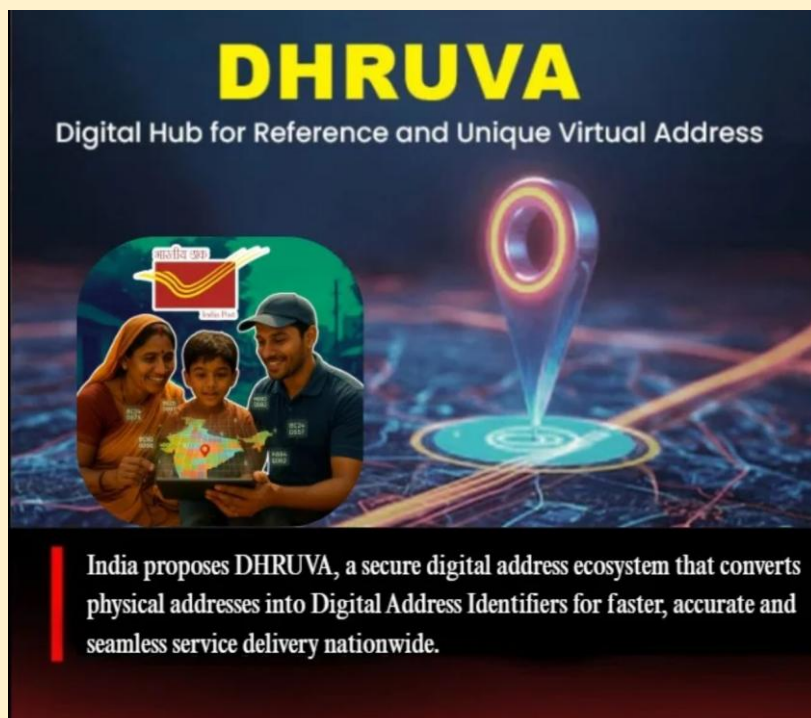 DHRUVA
Digital Hub for Reference and Unique Virtual Address
भारतीय डाक
India Post
India proposes DHRUVA, a secure digital address ecosystem that converts
physical addresses into Digital Address Identifiers for faster, accurate and
seamless service delivery nationwide.